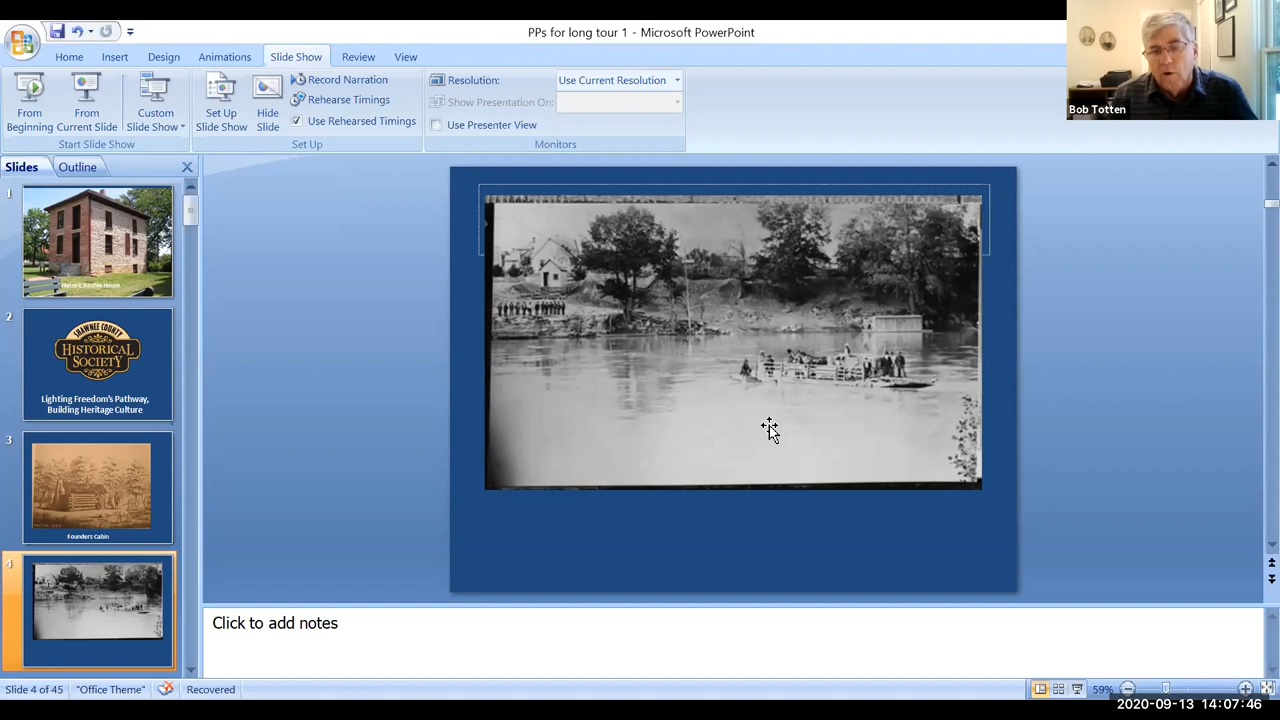 PPs for long tour 1 - Microsoft PowerPoint
Home Insert Design Animations Slide Show Review View
From Beginning
From Current Slide
Custom Slide Show
Start Slide Show
Set Up Slide Show
Hide Slide
Record Narration
Rehearse Timings
Use Rehearsed Timings
Set Up
Resolution: Use Current Resolution
Show Presentation On:
Use Presenter View
Monitors
Bob Totten
Slides Outline
1
Historic Ritchie House
2
SHAWNEE COUNTY
HISTORICAL
SOCIETY
Lighting Freedom's Pathway,
Building Heritage Culture
3
Founders Cabin
4
Click to add notes
Slide 4 of 45 "Office Theme" Recovered 59%
2020-09-13 14:07:46